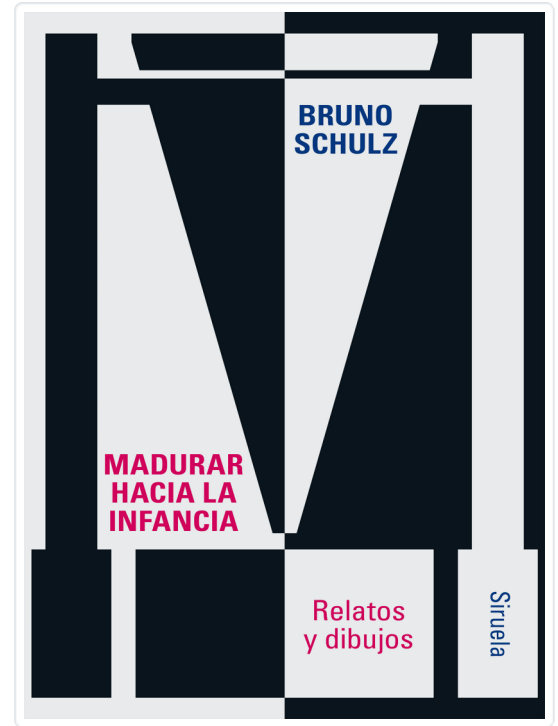 BRUNO
SCHULZ
MADURAR
HACIA LA
INFANCIA
Relatos
y dibujos
Siruela